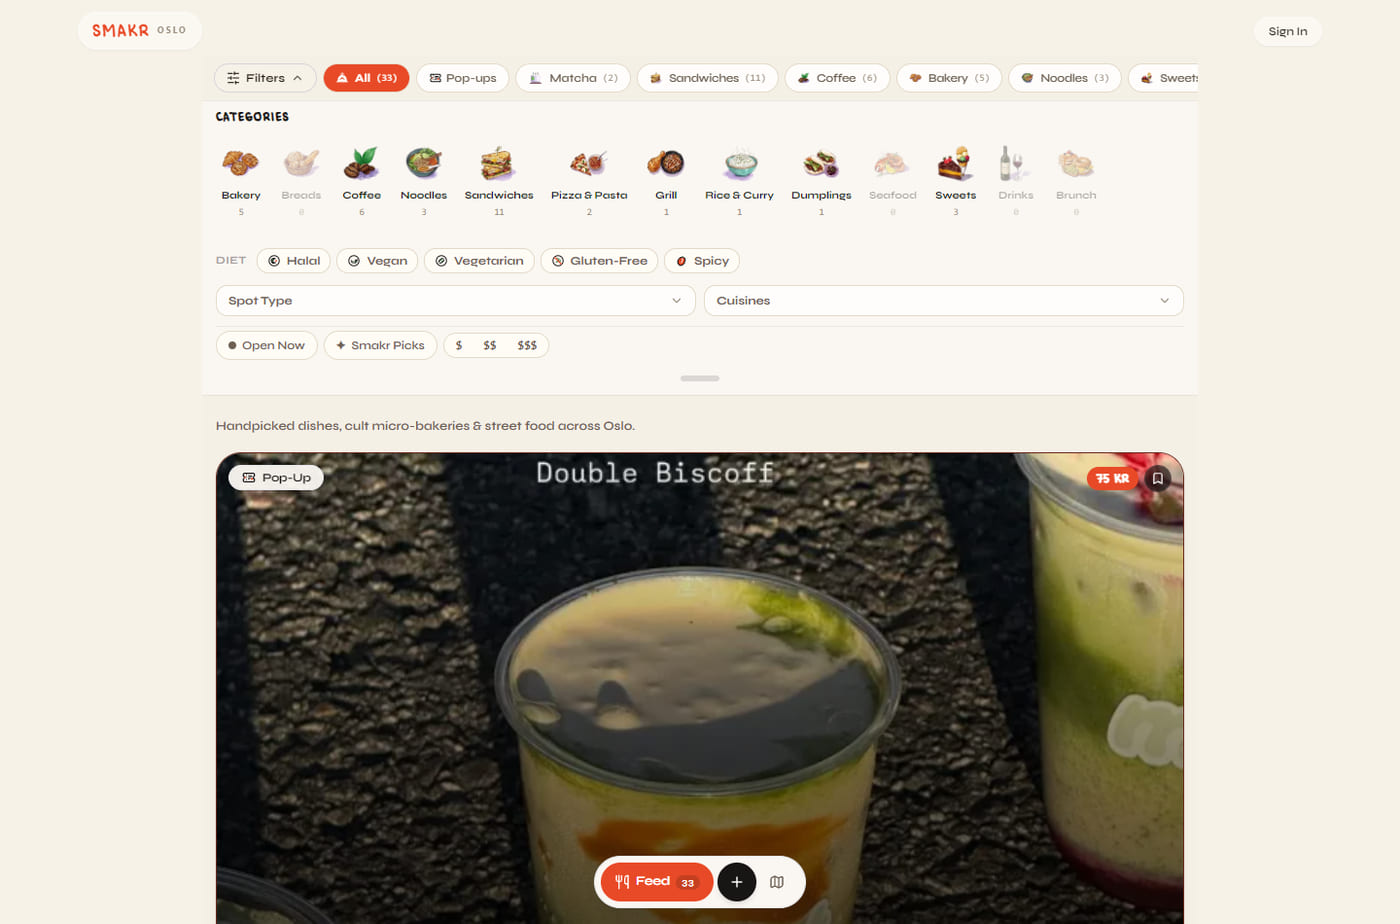 SMAKR OSLO
Sign In
Filters
All (33)
Pop-ups
Matcha (2)
Sandwiches (11)
Coffee (6)
Bakery (5)
Noodles (3)
Sweets
CATEGORIES
Bakery
5
Breads
0
Coffee
6
Noodles
3
Sandwiches
11
Pizza & Pasta
2
Grill
1
Rice & Curry
1
Dumplings
1
Seafood
0
Sweets
3
Drinks
0
Brunch
0
DIET
Halal
Vegan
Vegetarian
Gluten-Free
Spicy
Spot Type
Cuisines
Open Now
Smakr Picks
$ $$ $$$
Handpicked dishes, cult micro-bakeries & street food across Oslo.
Pop-Up
Double Biscoff
75 KR
Feed 33